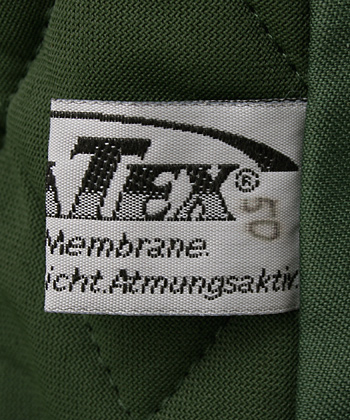 ATEX® 50
Membrane.
icht.Atmungsaktiv.